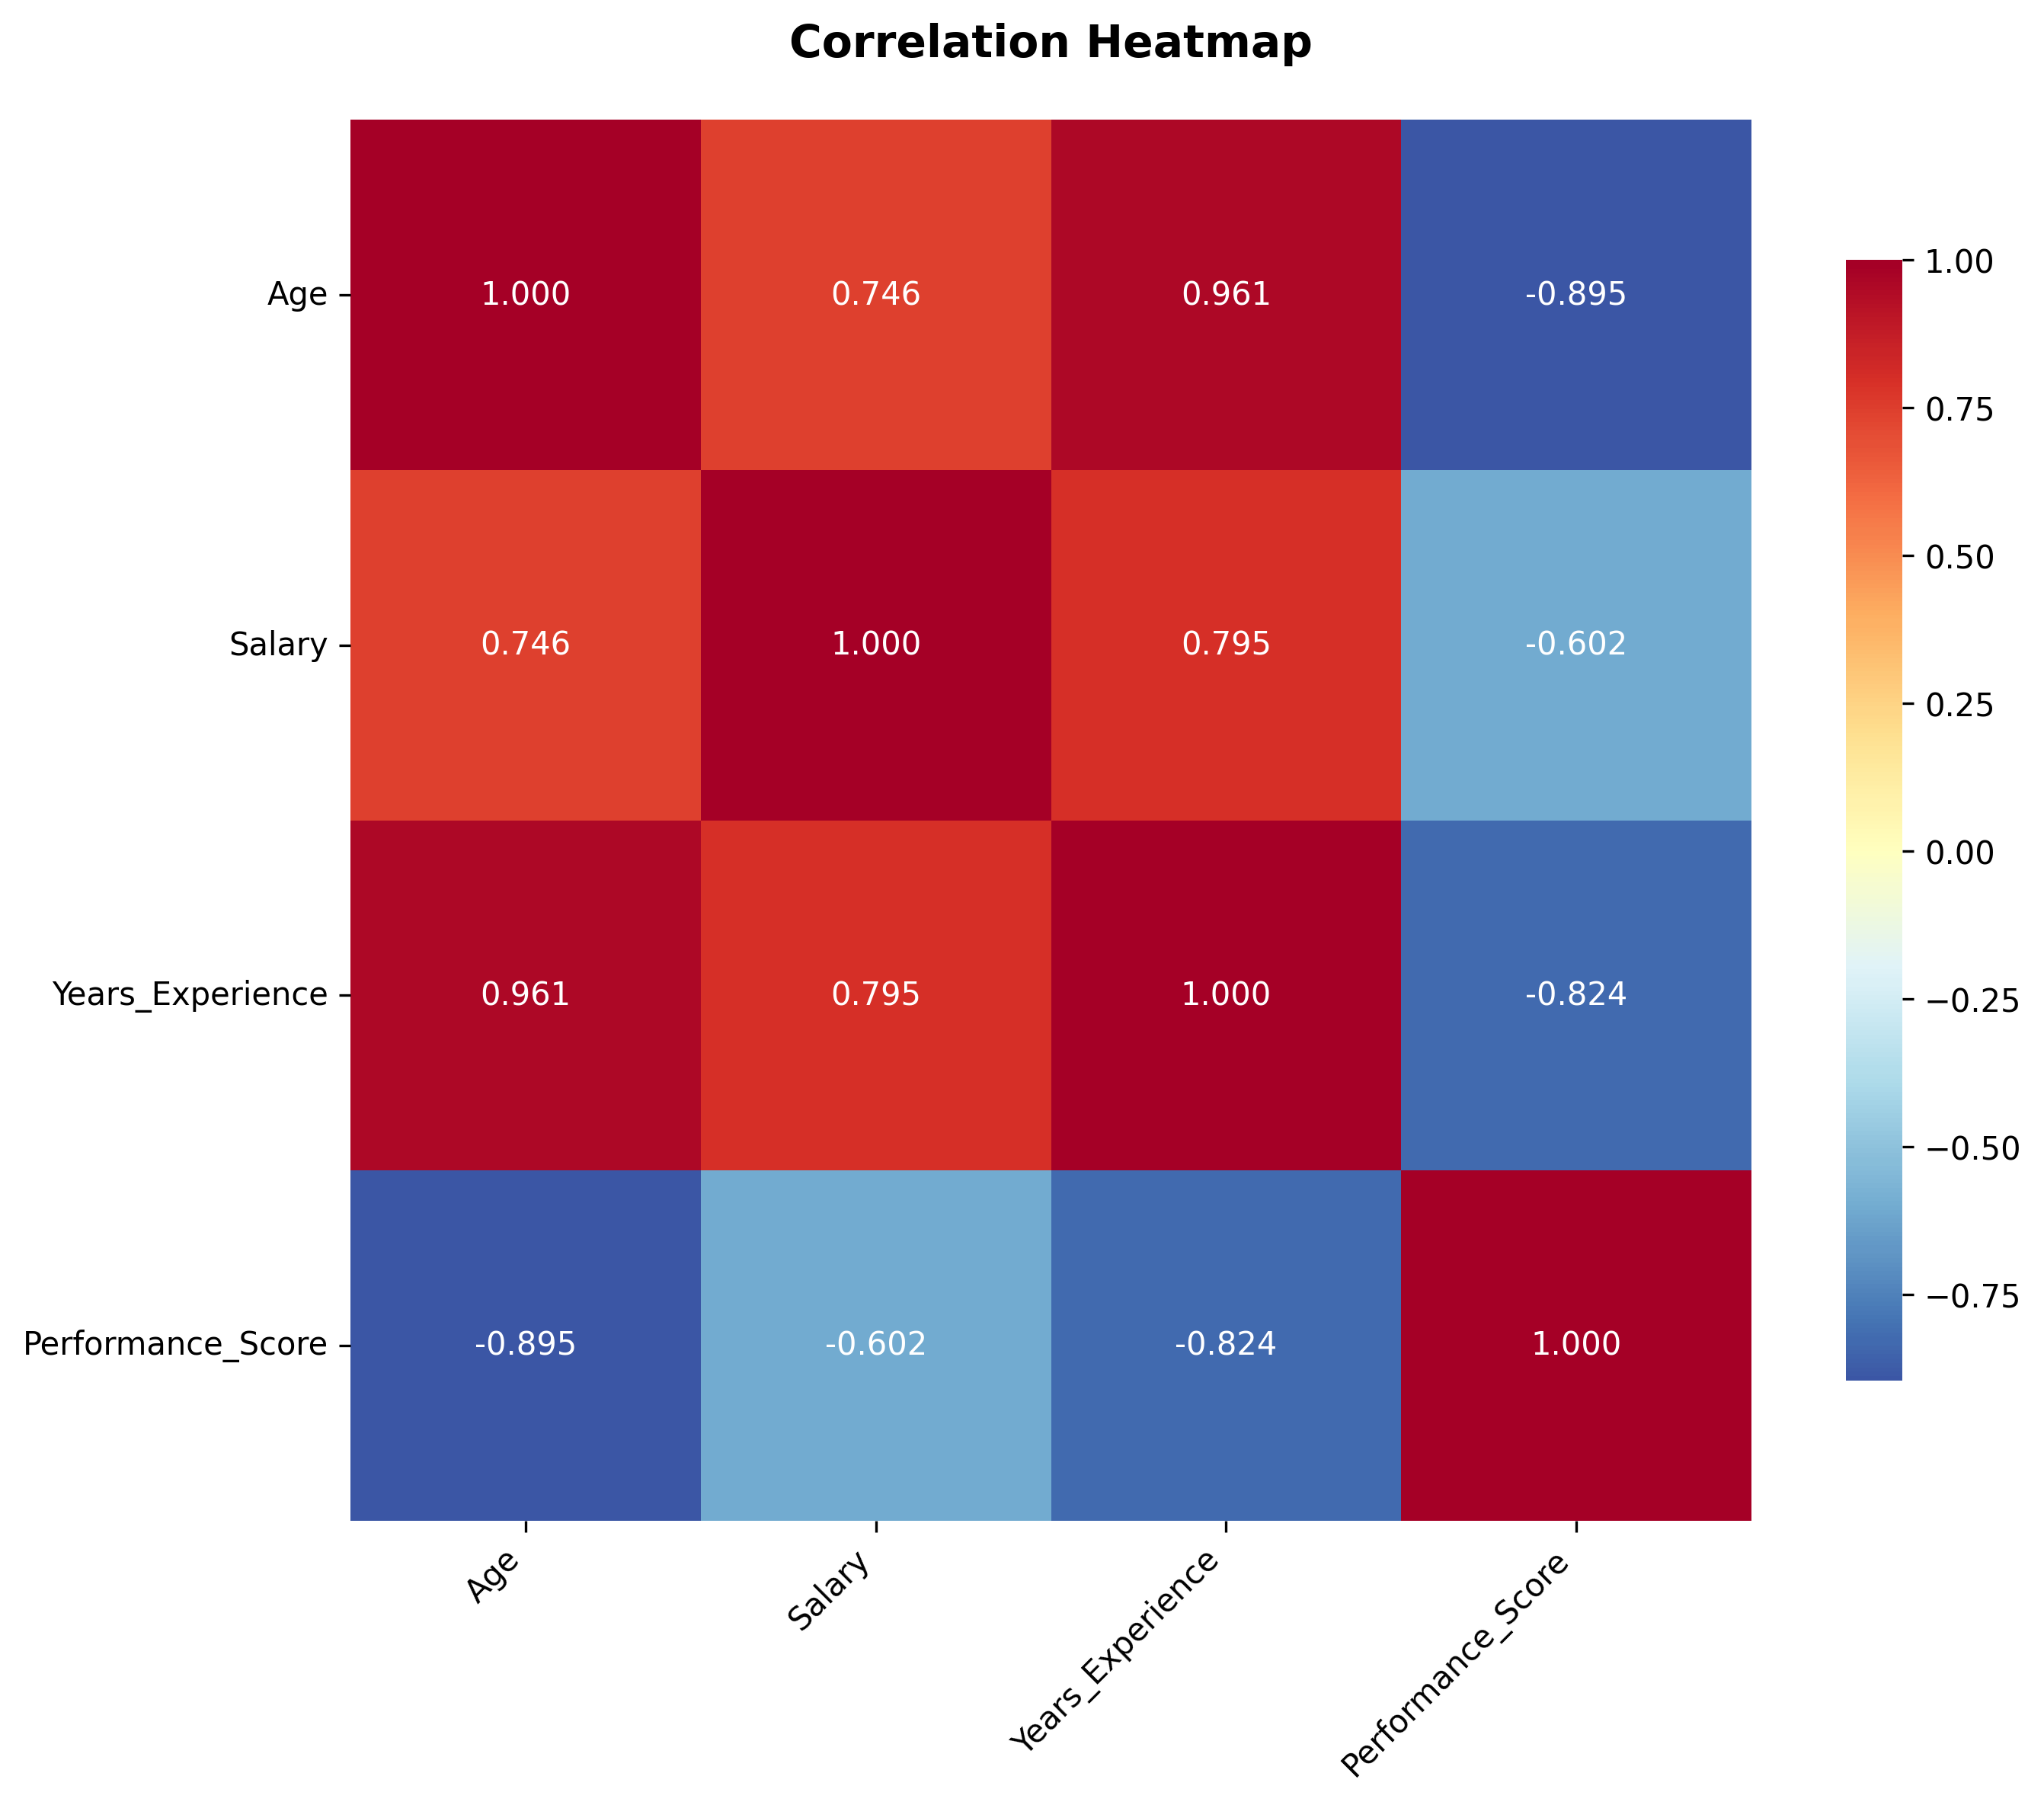 Correlation Heatmap
Age 1.000 0.746 0.961 -0.895
Salary 0.746 1.000 0.795 -0.602
Years_Experience 0.961 0.795 1.000 -0.824
Performance_Score -0.895 -0.602 -0.824 1.000
Age Salary Years_Experience Performance_Score
1.00
0.75
0.50
0.25
0.00
−0.25
−0.50
−0.75